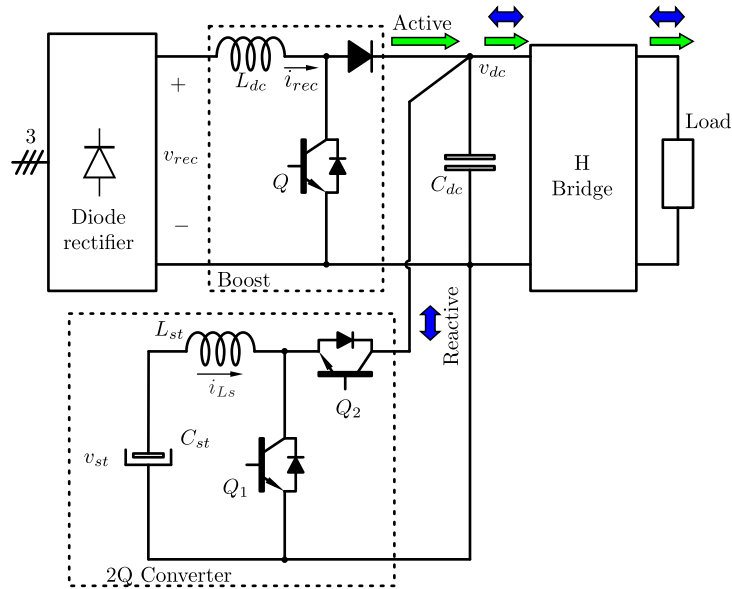 Active
3
+
L_dc
i_rec
v_dc
Load
v_rec
Q
C_dc
H
Bridge
Diode
rectifier
−
Boost
Reactive
L_st
i_Ls
Q_2
v_st
C_st
Q_1
2Q Converter